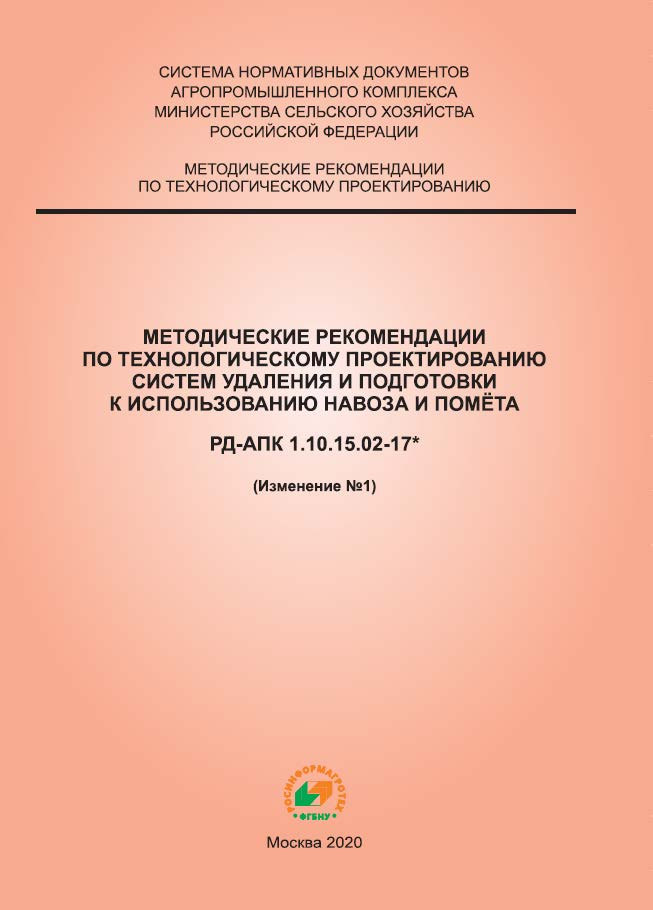 СИСТЕМА НОРМАТИВНЫХ ДОКУМЕНТОВ
АГРОПРОМЫШЛЕННОГО КОМПЛЕКСА
МИНИСТЕРСТВА СЕЛЬСКОГО ХОЗЯЙСТВА
РОССИЙСКОЙ ФЕДЕРАЦИИ
МЕТОДИЧЕСКИЕ РЕКОМЕНДАЦИИ
ПО ТЕХНОЛОГИЧЕСКОМУ ПРОЕКТИРОВАНИЮ
МЕТОДИЧЕСКИЕ РЕКОМЕНДАЦИИ
ПО ТЕХНОЛОГИЧЕСКОМУ ПРОЕКТИРОВАНИЮ
СИСТЕМ УДАЛЕНИЯ И ПОДГОТОВКИ
К ИСПОЛЬЗОВАНИЮ НАВОЗА И ПОМЁТА
РД-АПК 1.10.15.02-17*
(Изменение №1)
РОСИНФОРМАГРОТЕХ
• ФГБНУ •
Москва 2020